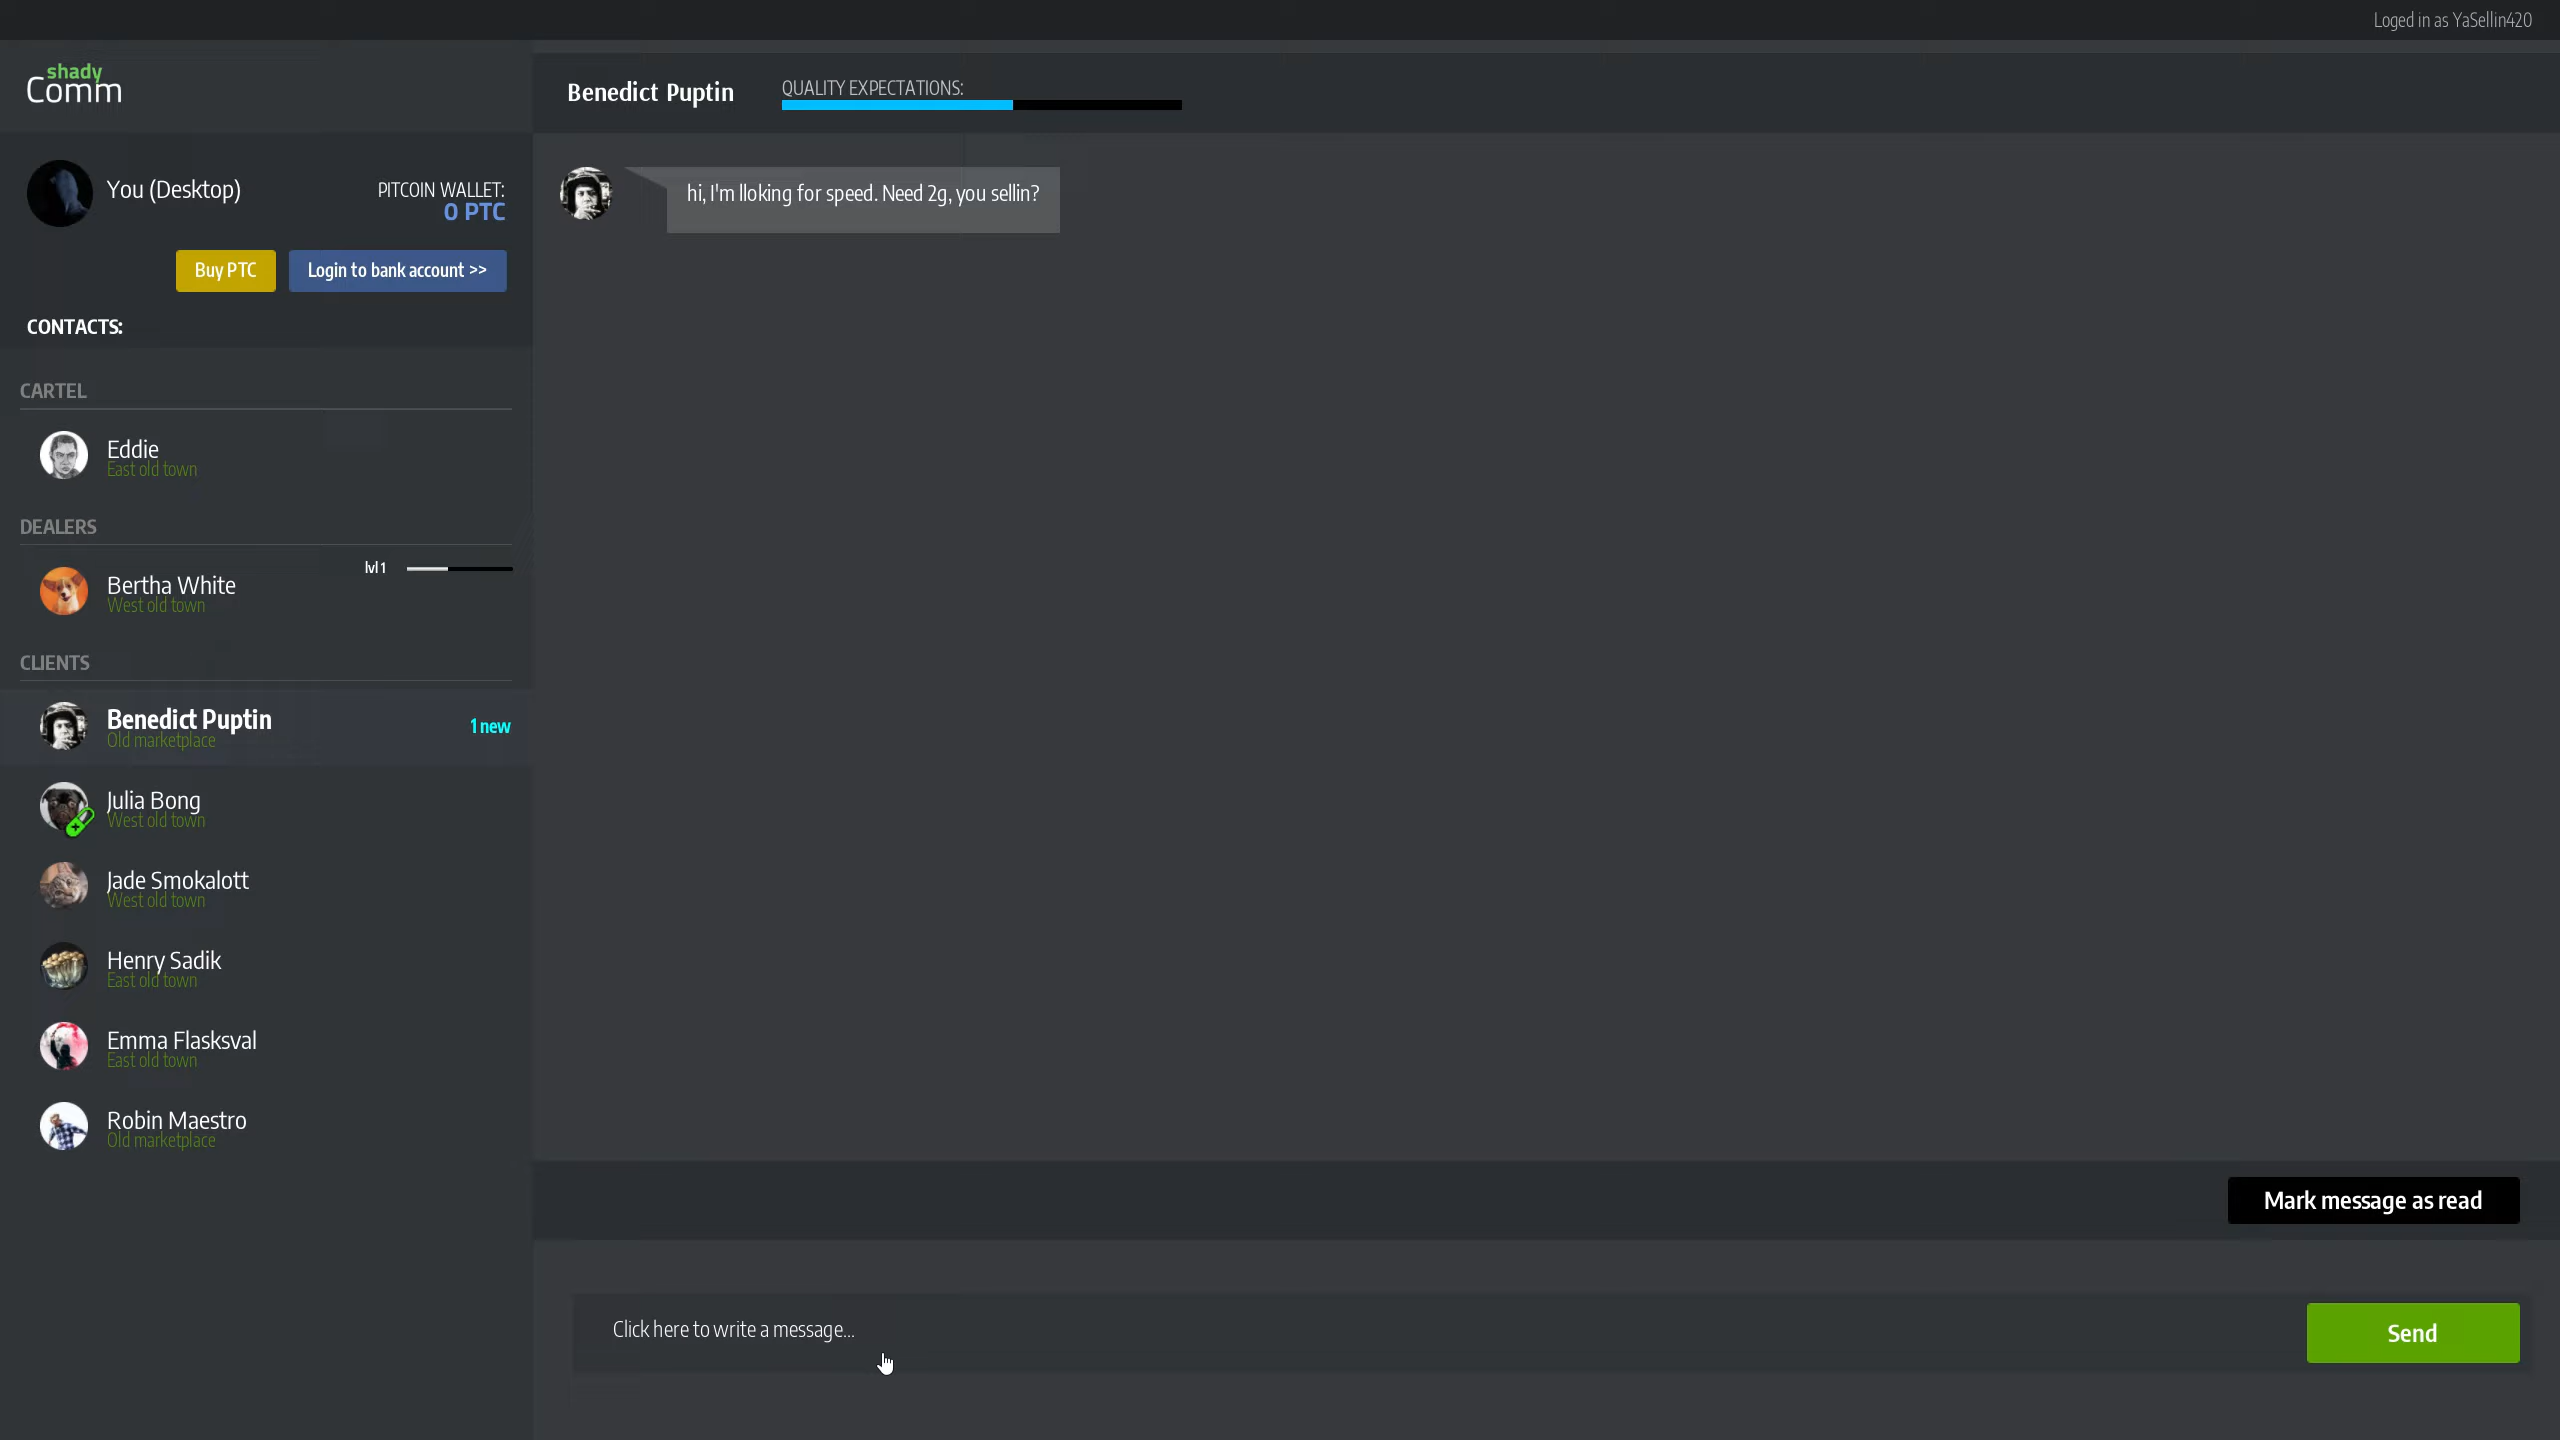 Loged in as YaSellin420
shady
Comm
Benedict Puptin
QUALITY EXPECTATIONS:
You (Desktop)
PITCOIN WALLET:
0 PTC
hi, I'm lloking for speed. Need 2g, you sellin?
Buy PTC
Login to bank account >>
CONTACTS:
CARTEL
Eddie
East old town
DEALERS
lvl 1
Bertha White
West old town
CLIENTS
Benedict Puptin
Old marketplace
1 new
Julia Bong
West old town
Jade Smokalott
West old town
Henry Sadik
East old town
Emma Flasksval
East old town
Robin Maestro
Old marketplace
Mark message as read
Click here to write a message...
Send